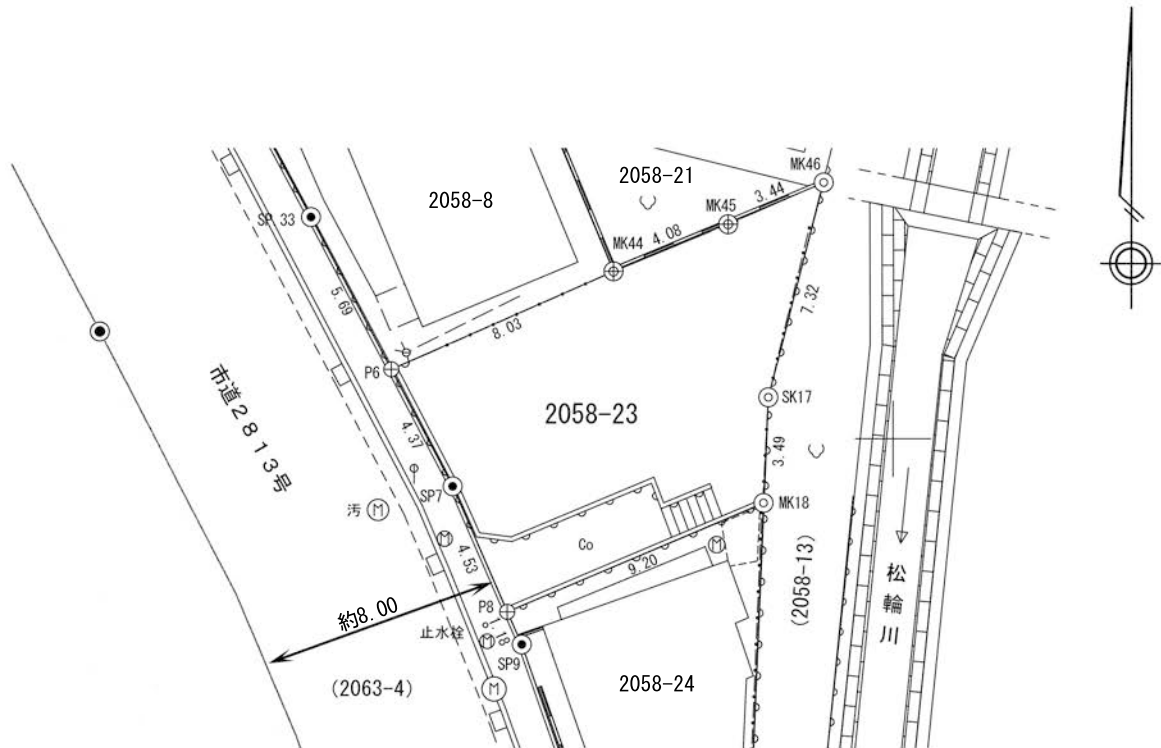 MK46
2058-21
2058-8
3.44
MK45
SP 33
4.08
MK44
5.69
7.32
8.03
P6
市道2813号
SK17
2058-23
4.37
3.49
SP7
MK18
汚 M
M
Co
M
4.53
9.20
(2058-13)
松輪川
約8.00
P8
1.18
止水栓 M
SP9
2058-24
(2063-4)
M